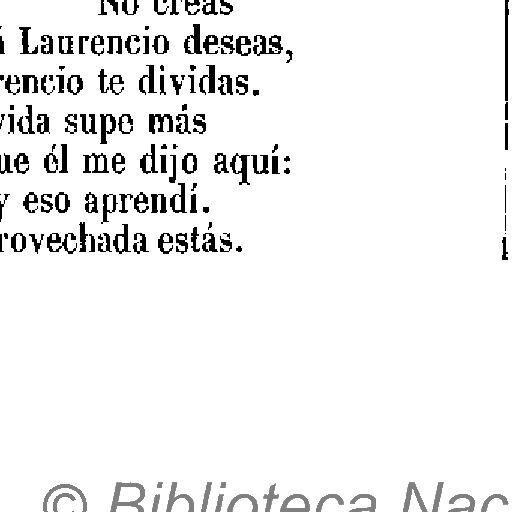 No creas
á Laurencio deseas,
rencio te dividas.
vida supe más
ue él me dijo aquí:
y eso aprendí.
rovechada estás.
© Biblioteca Nac